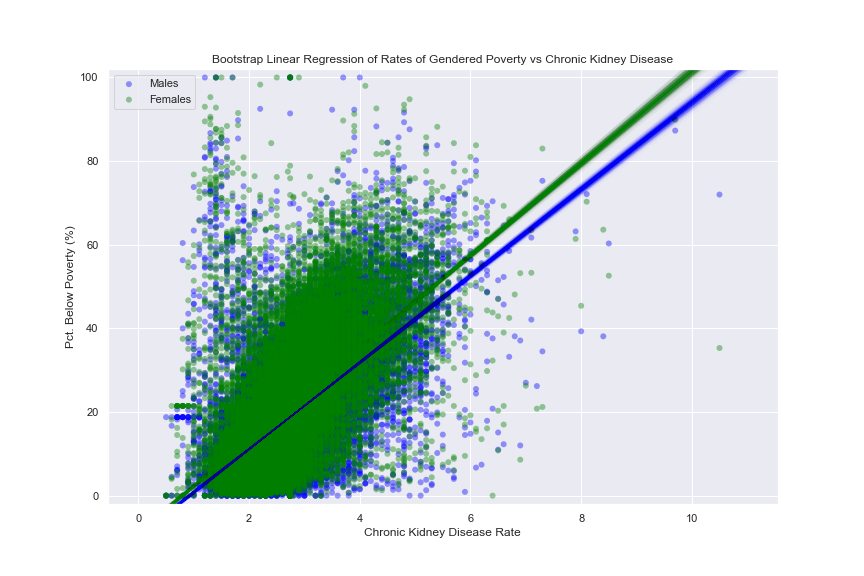 Bootstrap Linear Regression of Rates of Gendered Poverty vs Chronic Kidney Disease
Males
Females
100
80
60
40
20
0
Pct. Below Poverty (%)
0 2 4 6 8 10
Chronic Kidney Disease Rate